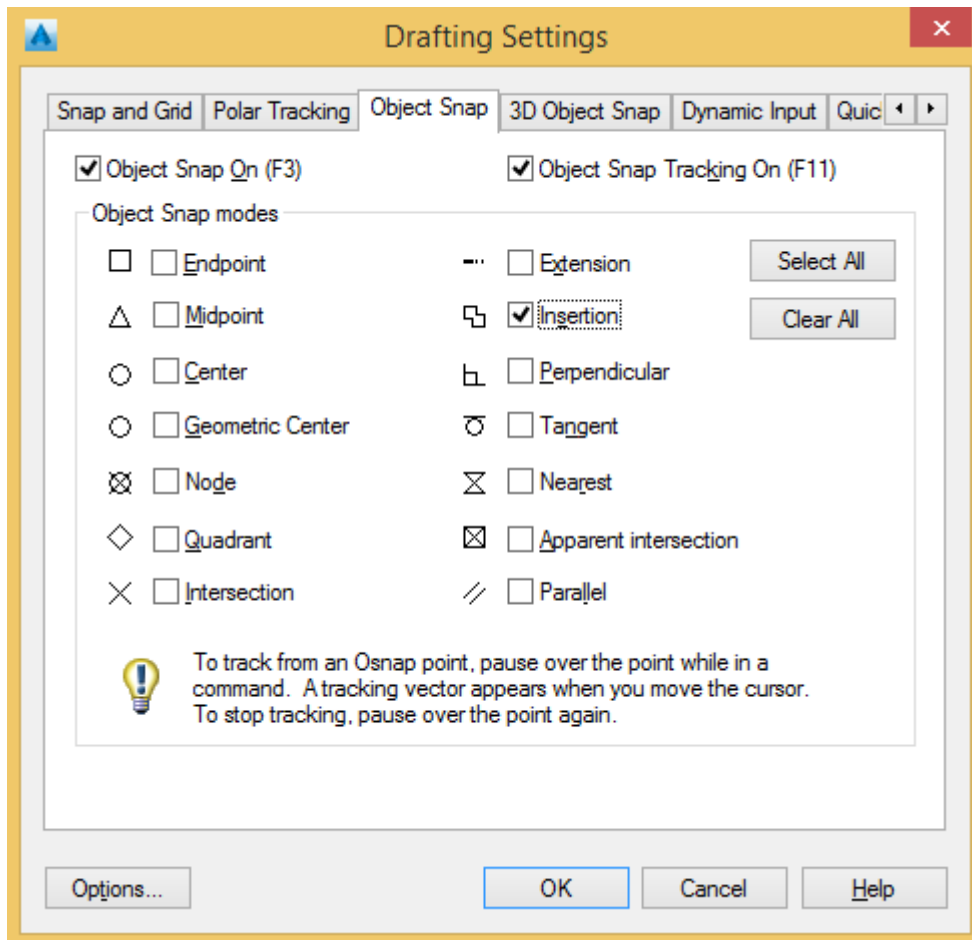 Drafting Settings
Snap and Grid Polar Tracking Object Snap 3D Object Snap Dynamic Input Quic
Object Snap On (F3) Object Snap Tracking On (F11)
Object Snap modes
Endpoint Extension Select All
Midpoint Insertion Clear All
Center Perpendicular
Geometric Center Tangent
Node Nearest
Quadrant Apparent intersection
Intersection Parallel
To track from an Osnap point, pause over the point while in a
command. A tracking vector appears when you move the cursor.
To stop tracking, pause over the point again.
Options... OK Cancel Help